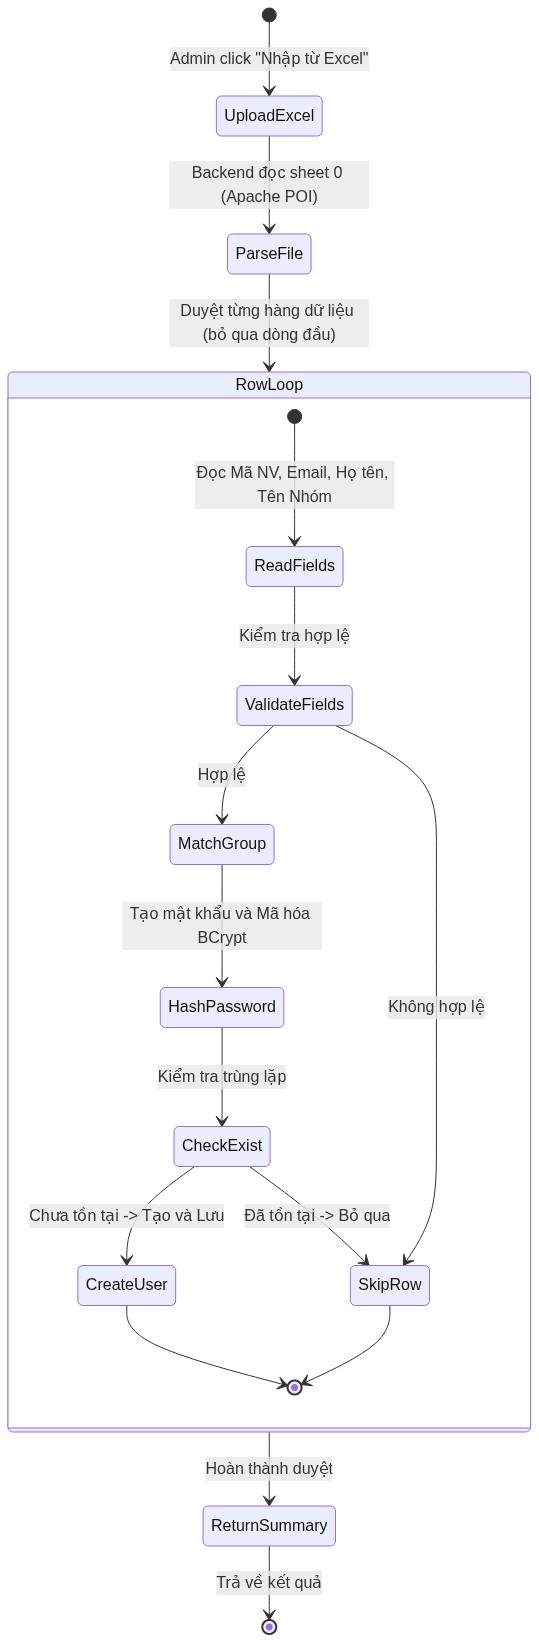 Admin click "Nhập từ Excel"
UploadExcel
Backend đọc sheet 0
(Apache POI)
ParseFile
Duyệt từng hàng dữ liệu
(bỏ qua dòng đầu)
RowLoop
Đọc Mã NV, Email, Họ tên,
Tên Nhóm
ReadFields
Kiểm tra hợp lệ
ValidateFields
Hợp lệ
MatchGroup
Tạo mật khẩu và Mã hóa
BCrypt
HashPassword
Không hợp lệ
Kiểm tra trùng lặp
CheckExist
Chưa tồn tại -> Tạo và Lưu
Đã tồn tại -> Bỏ qua
CreateUser
SkipRow
Hoàn thành duyệt
ReturnSummary
Trả về kết quả